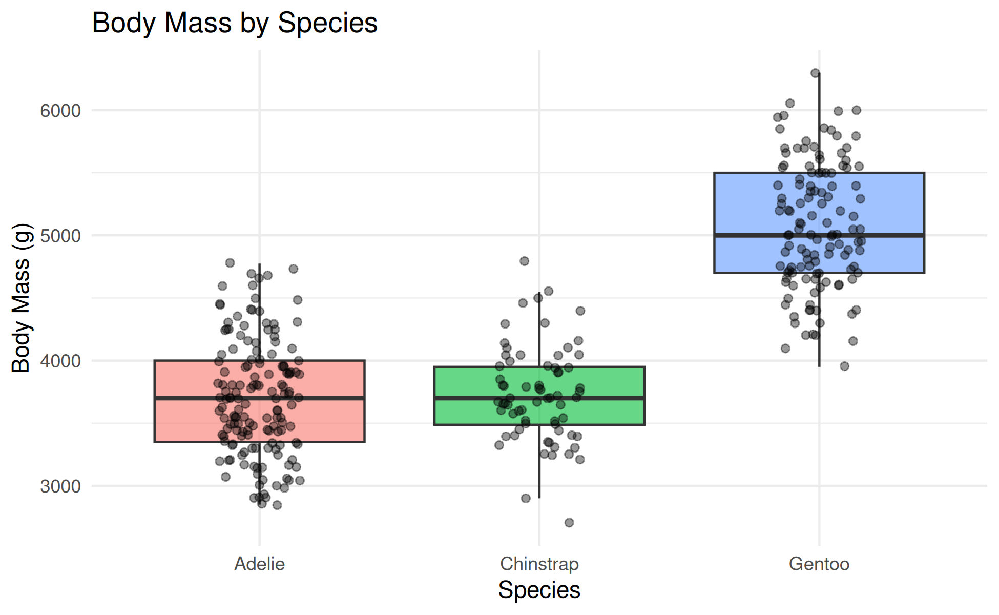 Body Mass by Species
Body Mass (g)
6000
5000
4000
3000
Adelie
Chinstrap
Gentoo
Species